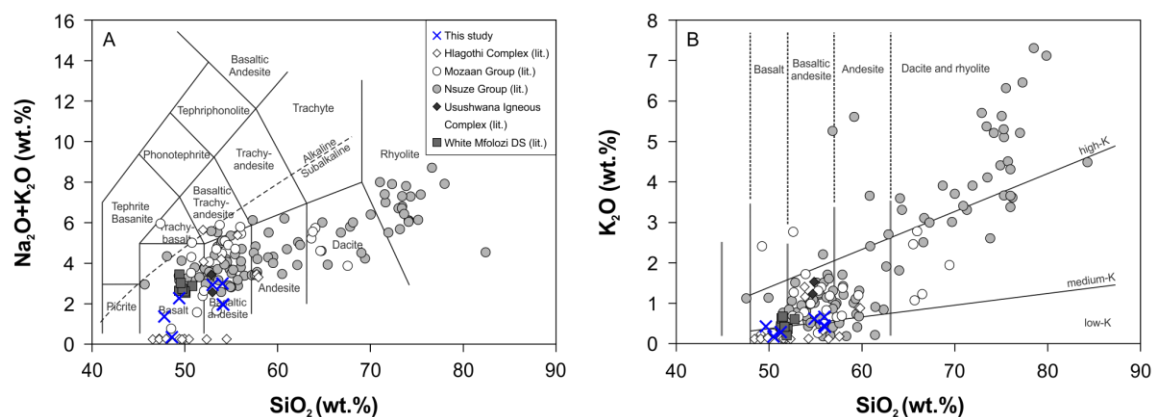 A
16
14
12
10
8
6
4
2
0
Na₂O+K₂O (wt.%)
40
50
60
70
80
90
SiO₂ (wt.%)
Basaltic
Andesite
Tephriphonolite
Trachyte
Phonotephrite
Trachy-
andesite
Alkaline
Subalkaline
Rhyolite
Tephrite
Basanite
Basaltic
Trachy-
andesite
Trachy-
basalt
Dacite
Andesite
Picrite
Basalt
Basaltic
andesite
This study
Hlagothi Complex (lit.)
Mozaan Group (lit.)
Nsuze Group (lit.)
Usushwana Igneous
Complex (lit.)
White Mfolozi DS (lit.)
B
8
7
6
5
4
3
2
1
0
K₂O (wt.%)
40
50
60
70
80
90
SiO₂ (wt.%)
Basalt
Basaltic
andesite
Andesite
Dacite and rhyolite
high-K
medium-K
low-K